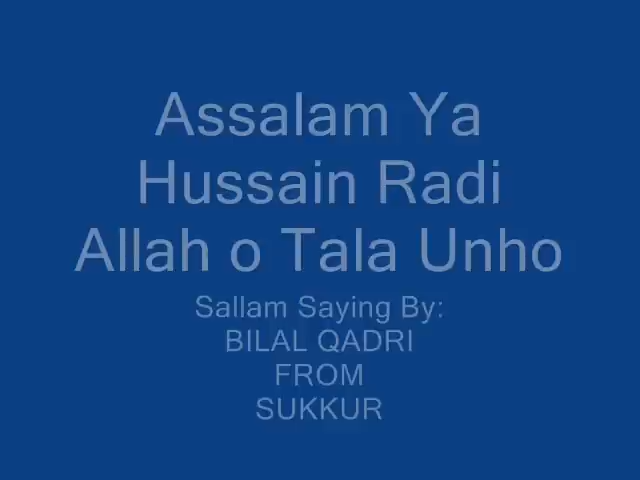 Assalam Ya
Hussain Radi
Allah o Tala Unho
Sallam Saying By:
BILAL QADRI
FROM
SUKKUR